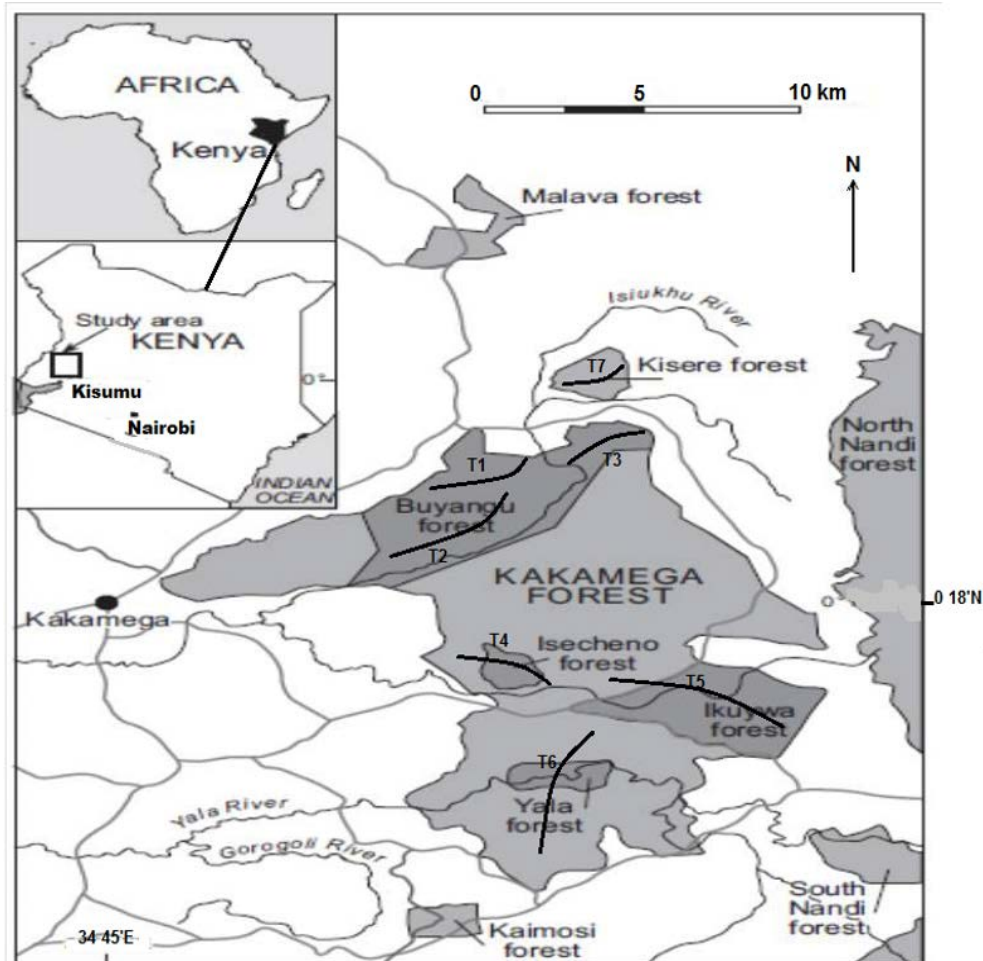 AFRICA
Kenya
0 5 10 km
N
Malava forest
Isiukhu River
Study area
KENYA
0°
Kisumu
Nairobi
INDIAN
OCEAN
T7
Kisere forest
North
Nandi
forest
T1
T3
Buyangu
forest
T2
KAKAMEGA
FOREST
0 18'N
Kakamega
T4
Isecheno
forest
T5
Ikuywa
forest
T6
Yala
forest
Yala River
Gorogoli River
South
Nandi
forest
Kaimosi
forest
34 45'E